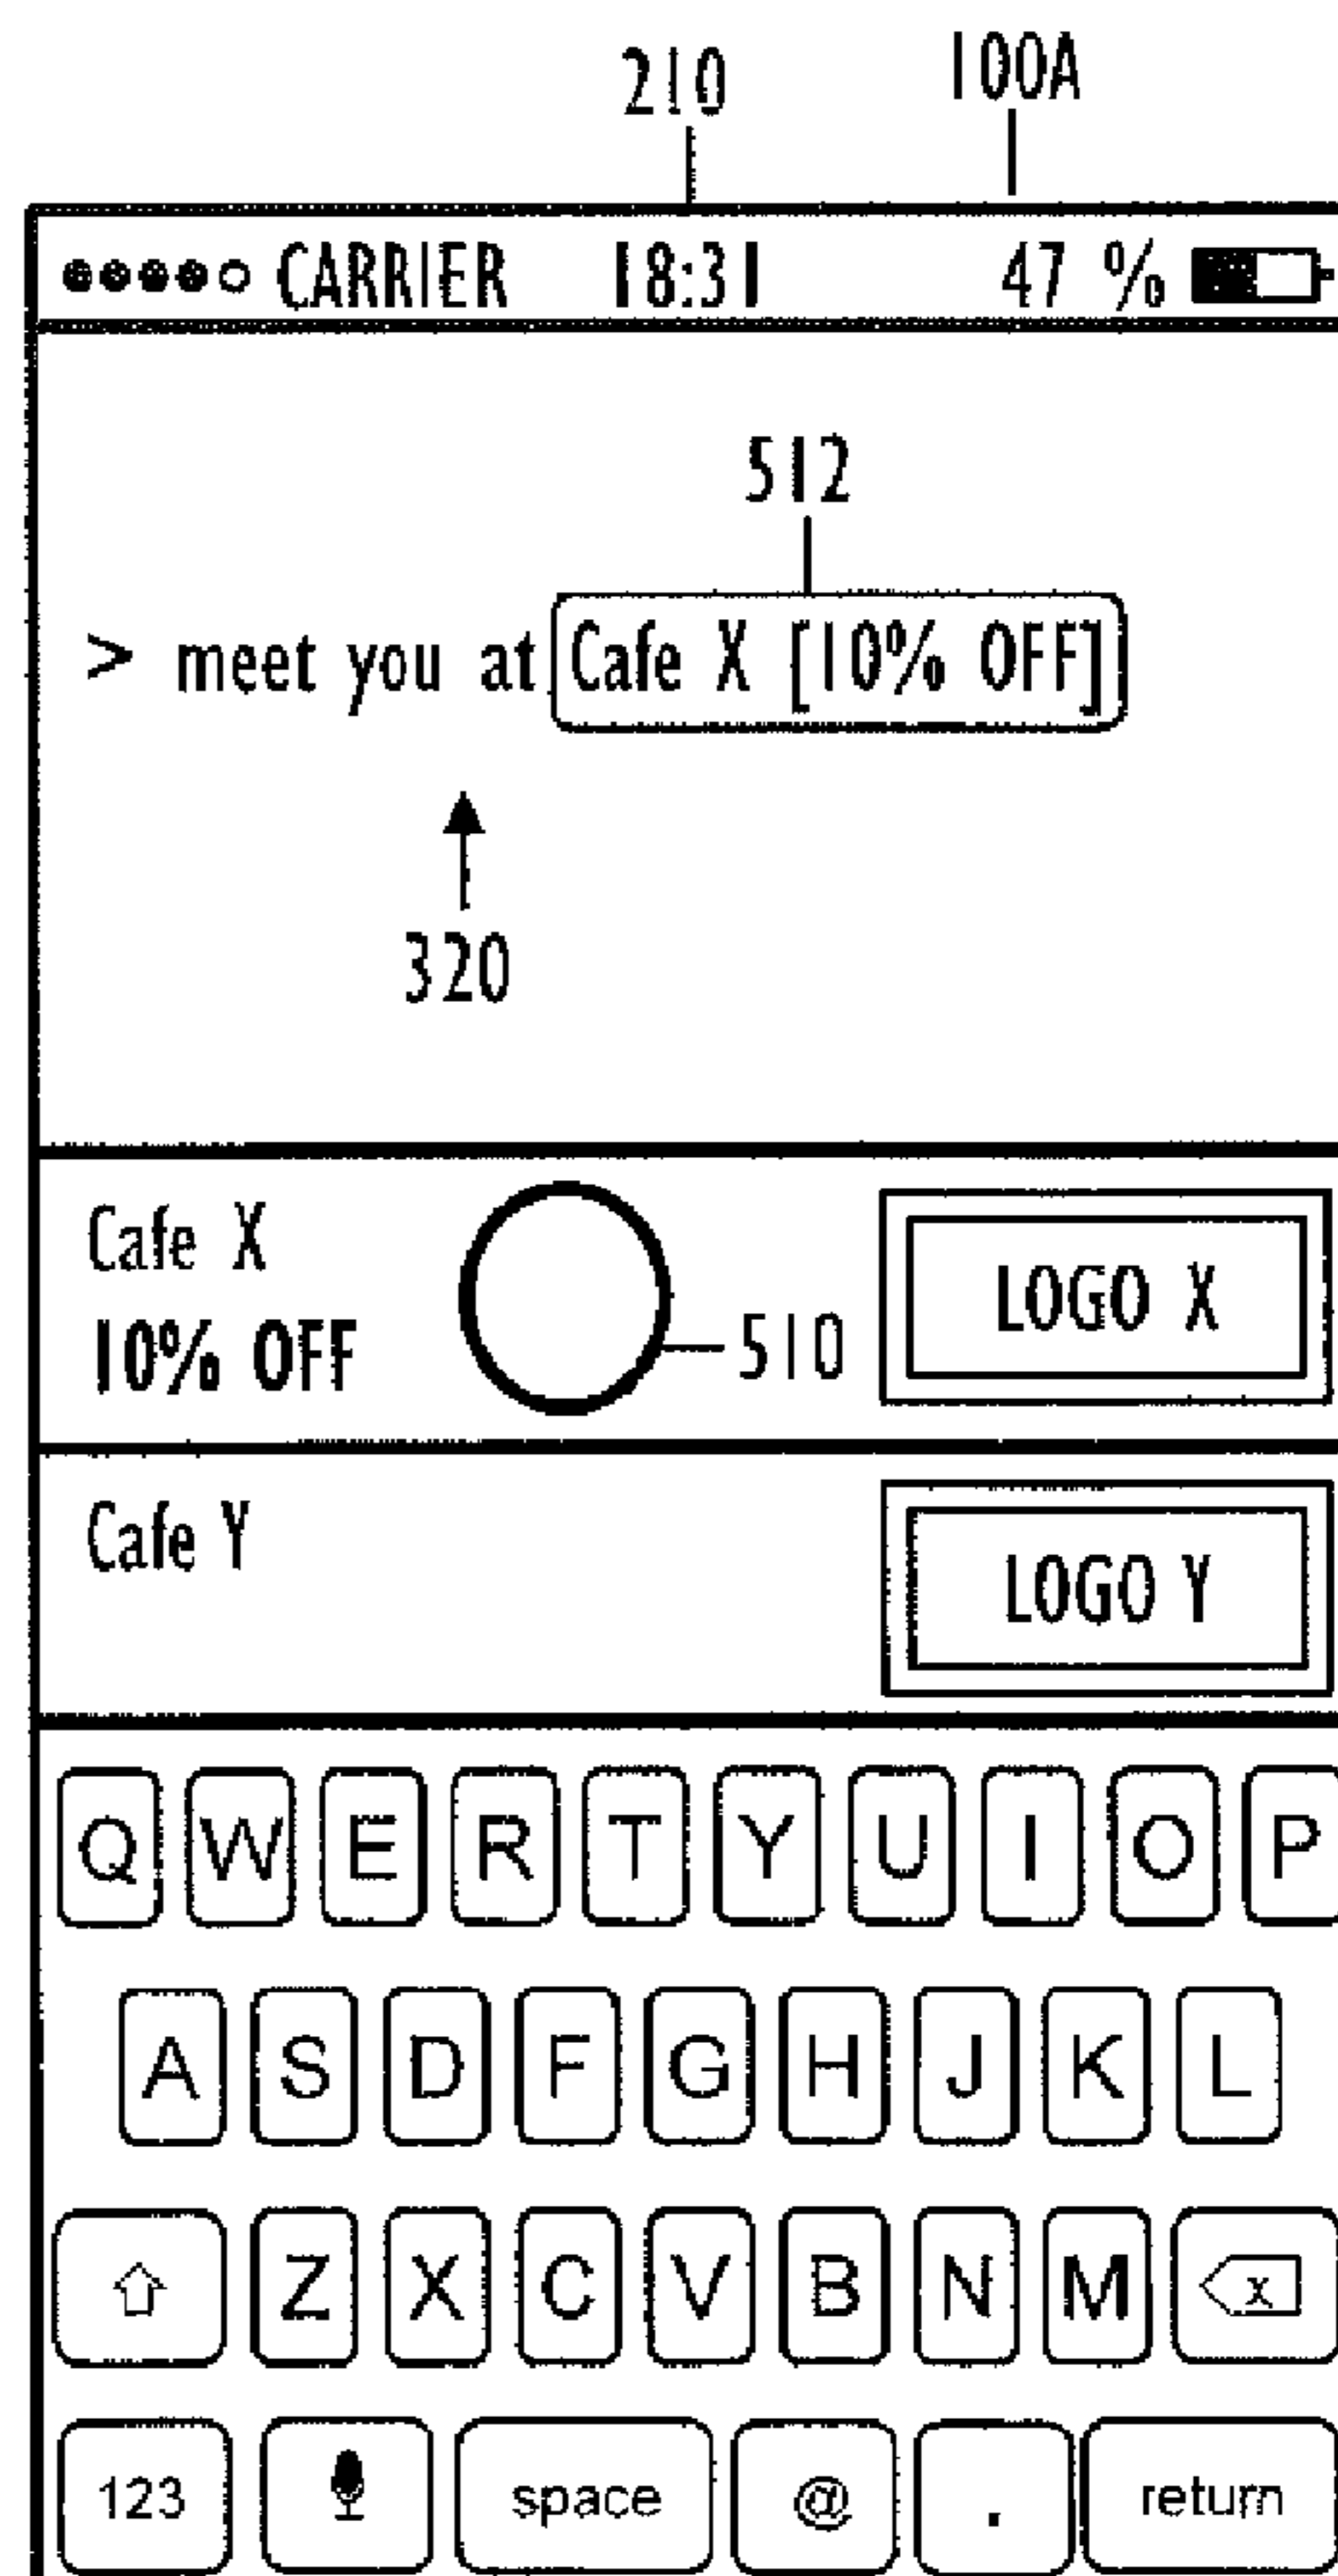 210 100A
CARRIER 18:31 47 %
512
> meet you at Cafe X [10% OFF]
320
Cafe X
10% OFF
510
LOGO X
Cafe Y
LOGO Y
Q W E R T Y U I O P
A S D F G H J K L
Z X C V B N M x
123 space @ . return